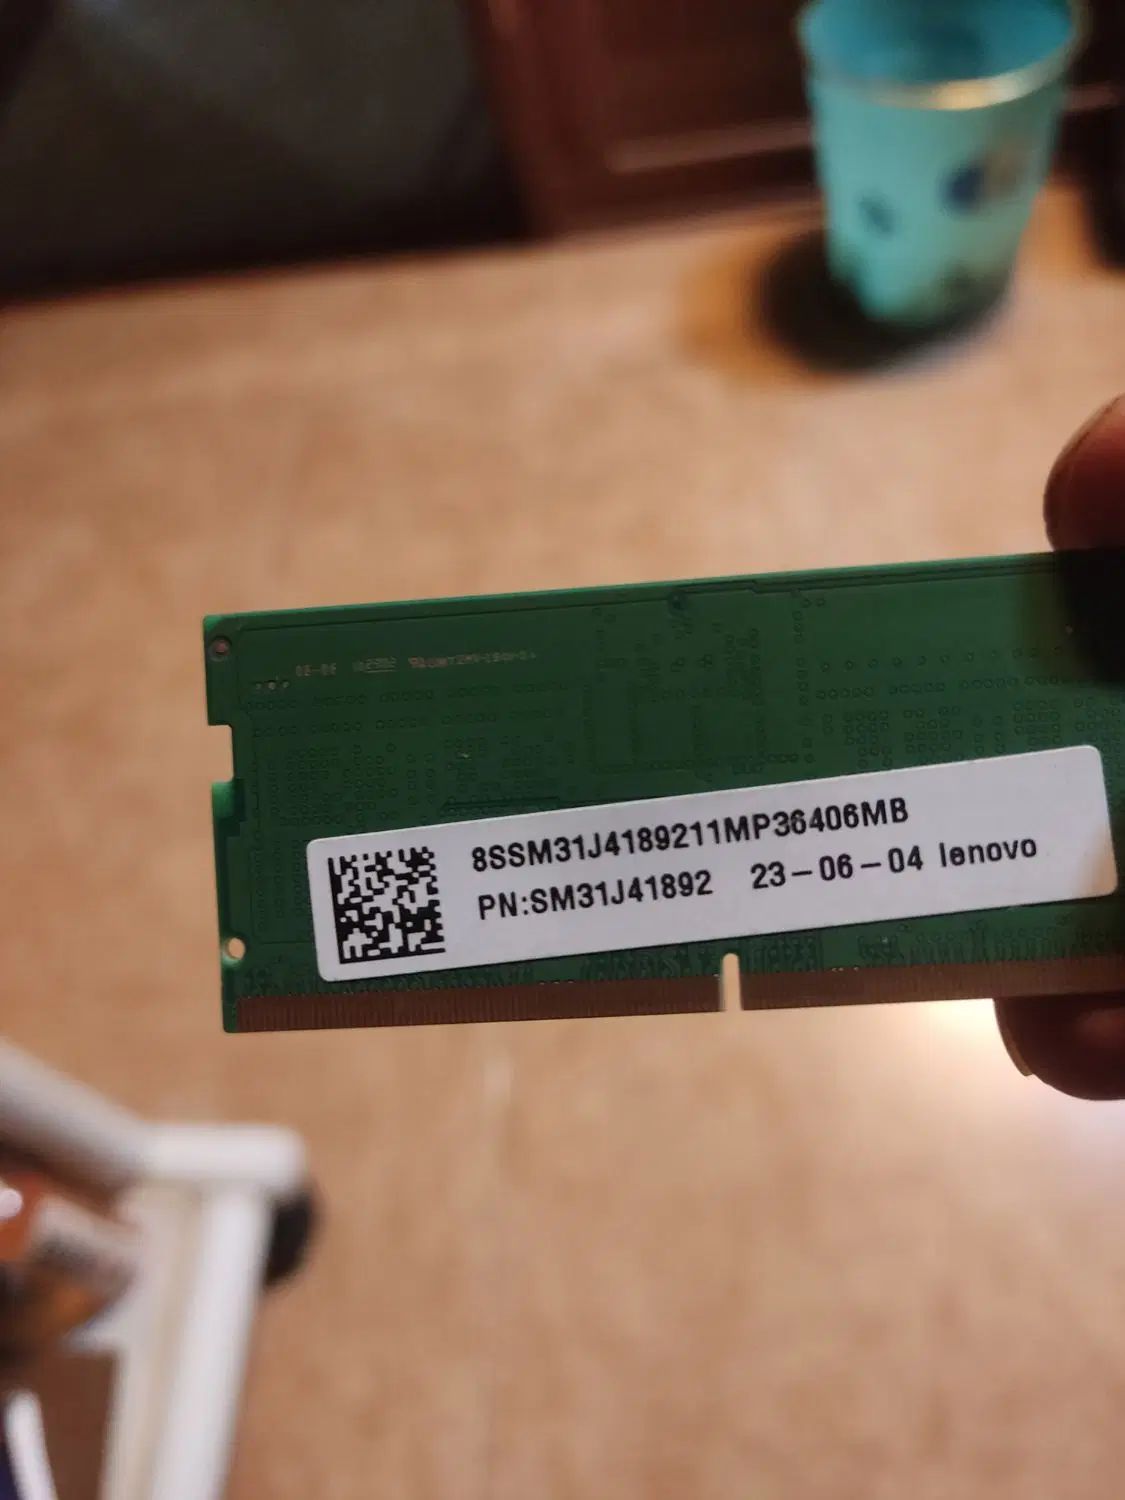 8SSM31J4189211MP36406MB
PN:SM31J41892 23-06-04 lenovo